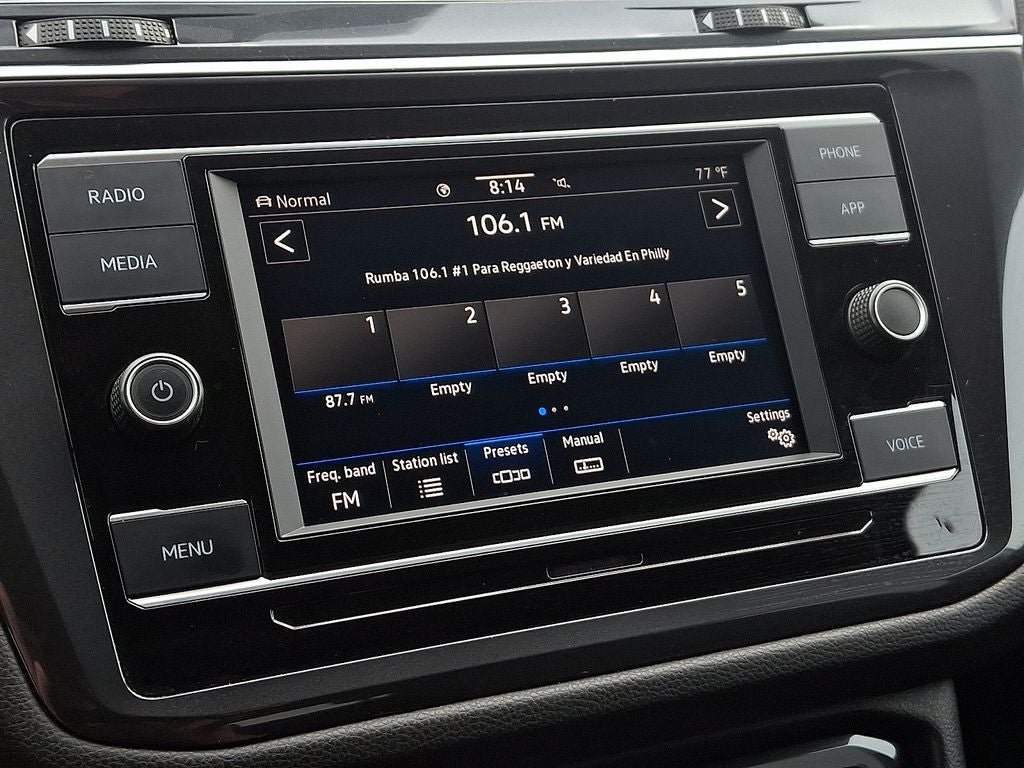 RADIO
MEDIA
MENU
PHONE
APP
VOICE
Normal
8:14
77 °F
<
106.1 FM
>
Rumba 106.1 #1 Para Reggaeton y Variedad En Philly
1
2
3
4
5
87.7 FM
Empty
Empty
Empty
Empty
Freq. band
FM
Station list
Presets
Manual
Settings